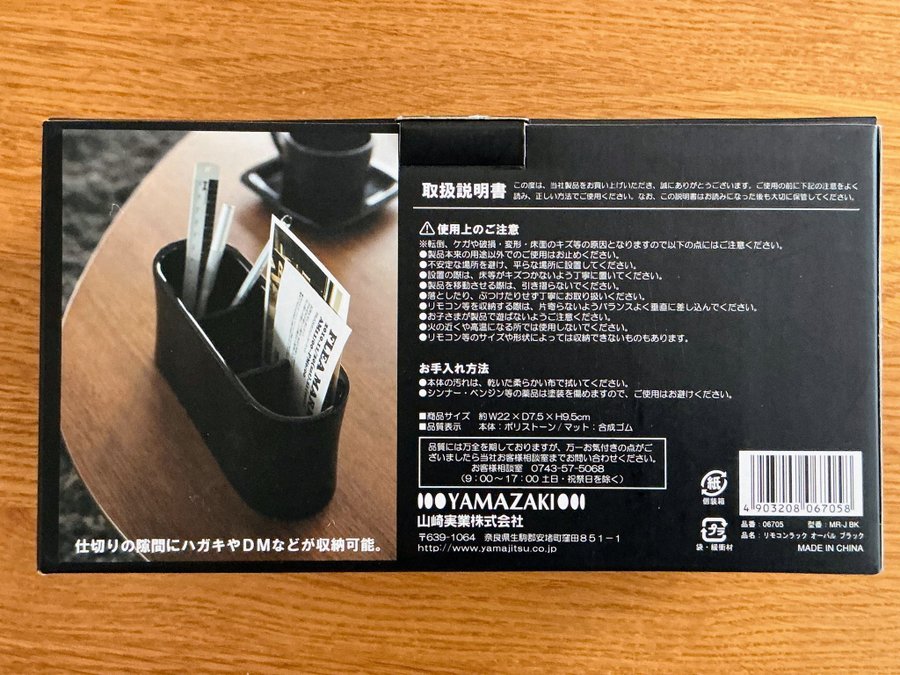 取扱説明書
この度は、当社製品をお買い上げいただき、誠にありがとうございます。ご使用の前に下記の注意をよく
読み、正しい方法でご使用ください。なお、この説明書はお読みになった後も大切に保管してください。
使用上のご注意
※転倒、ケガや破損・変形・床面のキズ等の原因となりますので以下の点にはご注意ください。
●製品本来の用途以外でのご使用はお止めください。
●不安定な場所を避け、平らな場所に設置してください。
●設置の際は、床等がキズつかないよう丁寧に置いてください。
●製品を移動させる際は、引き摺らないでください。
●落としたり、ぶつけたりせず丁寧にお取り扱いください。
●リモコン等を収納する際は、片寄らないようバランスよく垂直に差し込んでください。
●お子さまが製品で遊ばないようご注意ください。
●火の近くや高温になる所では使用しないでください。
●リモコン等のサイズや形状によっては収納できないものもあります。
お手入れ方法
●本体の汚れは、乾いた柔らかい布で拭いてください。
●シンナー・ベンジン等の薬品は塗装を傷めますので、ご使用はお避けください。
■商品サイズ 約W22×D7.5×H9.5cm
■品質表示 本体：ポリストーン/マット：合成ゴム
品質には万全を期しておりますが、万一お気付きの点がご
ざいましたら当社お客様相談室までお問い合わせください。
お客様相談室 0743-57-5068
(9：00〜17：00 土日・祝祭日を除く)
YAMAZAKI
山崎実業株式会社
〒639-1064 奈良県生駒郡安堵町窪田851-1
http://www.yamajitsu.co.jp
紙
個装箱
プラ
袋・緩衝材
4 903208 067058
品番：06705 型番：MR-J BK
品名：リモコンラック オーバル ブラック
MADE IN CHINA
FLEA MAR
仕切りの隙間にハガキやDMなどが収納可能。